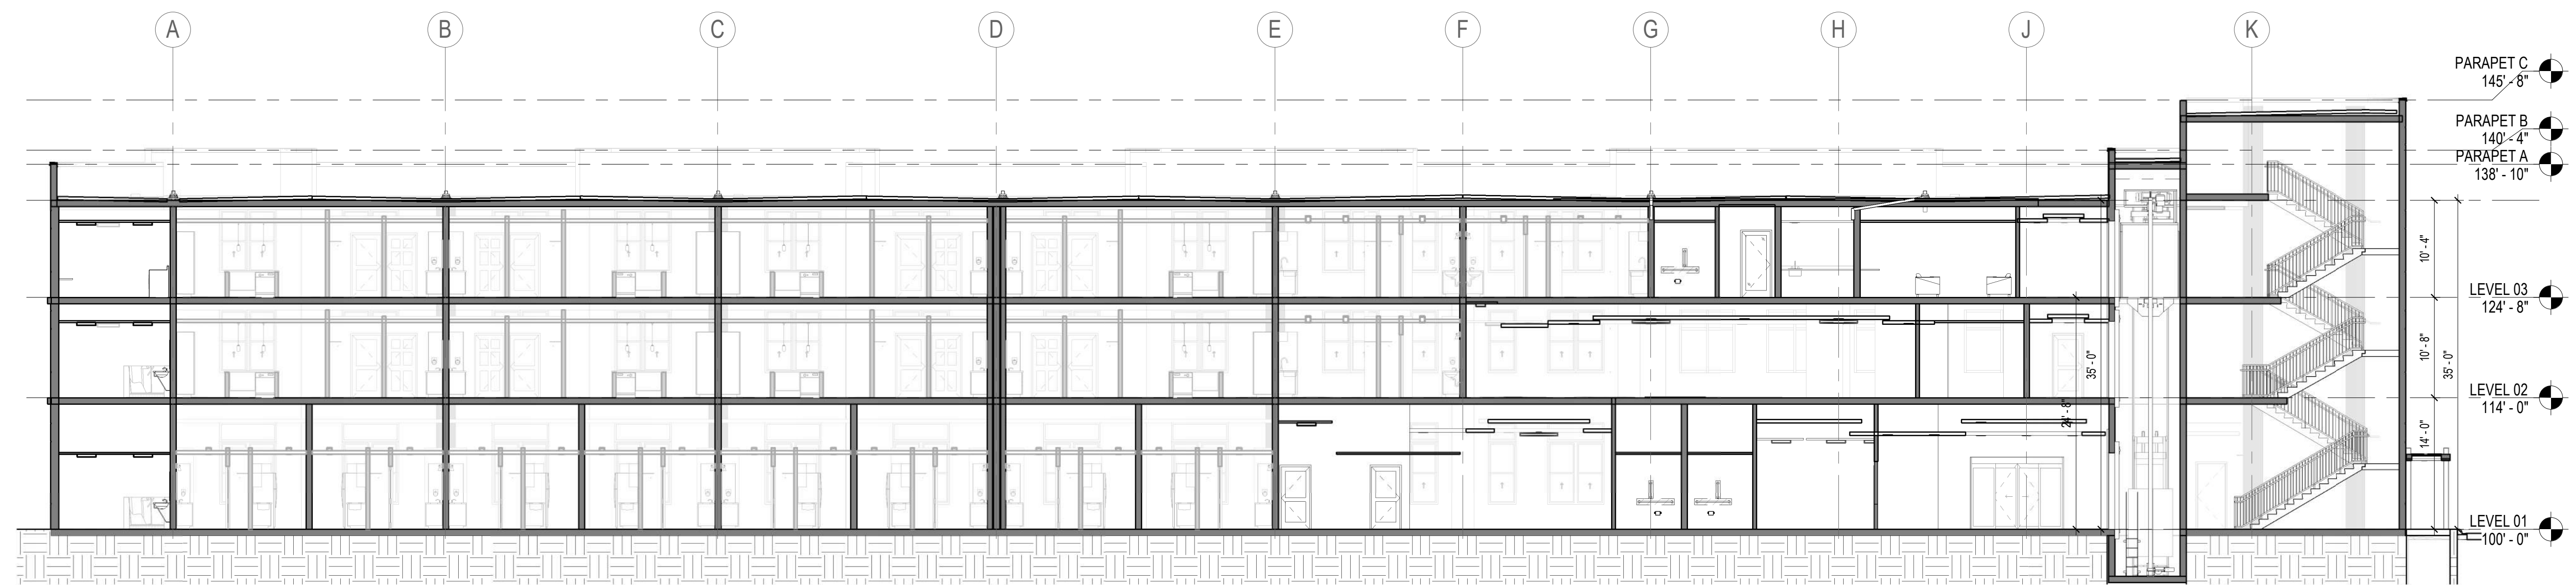 A
B
C
D
E
F
G
H
J
K
PARAPET C
145' - 8"
PARAPET B
140' - 4"
PARAPET A
138' - 10"
10' - 4"
LEVEL 03
124' - 8"
10' - 8"
35' - 0"
35' - 0"
LEVEL 02
114' - 0"
24' - 8"
14' - 0"
LEVEL 01
100' - 0"